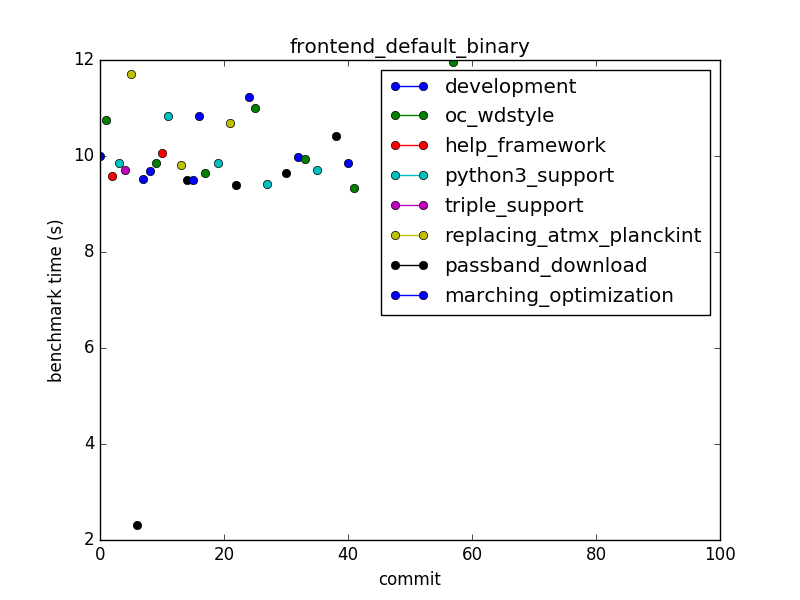 frontend_default_binary
12
10
8
6
4
2
benchmark time (s)
development
oc_wdstyle
help_framework
python3_support
triple_support
replacing_atmx_planckint
passband_download
marching_optimization
0 20 40 60 80 100
commit